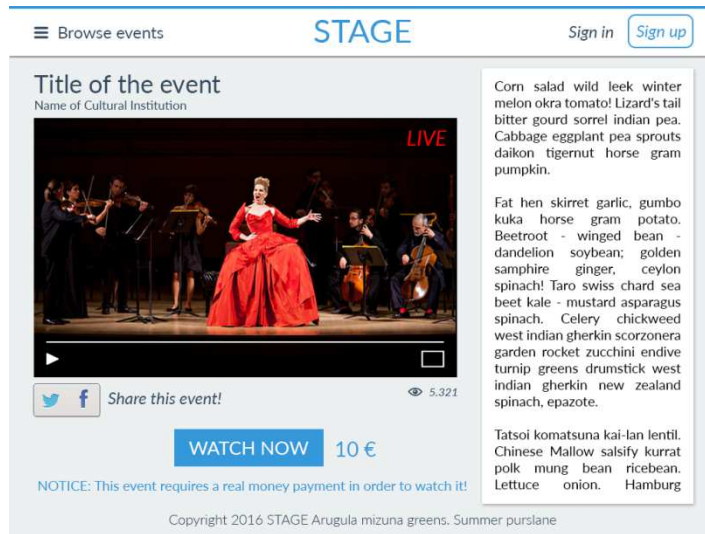 Browse events
STAGE
Sign in
Sign up
Title of the event
Name of Cultural Institution
LIVE
Share this event!
5.321
WATCH NOW
10 €
NOTICE: This event requires a real money payment in order to watch it!
Corn salad wild leek winter
melon okra tomato! Lizard's tail
bitter gourd sorrel indian pea.
Cabbage eggplant pea sprouts
daikon tigernut horse gram
pumpkin.
Fat hen skirret garlic, gumbo
kuka horse gram potato.
Beetroot - winged bean -
dandelion soybean; golden
samphire ginger, ceylon
spinach! Taro swiss chard sea
beet kale - mustard asparagus
spinach. Celery chickweed
west indian gherkin scorzonera
garden rocket zucchini endive
turnip greens drumstick west
indian gherkin new zealand
spinach, epazote.
Tatsoi komatsuna kai-lan lentil.
Chinese Mallow salsify kurrat
polk mung bean ricebean.
Lettuce onion. Hamburg
Copyright 2016 STAGE Arugula mizuna greens. Summer purslane